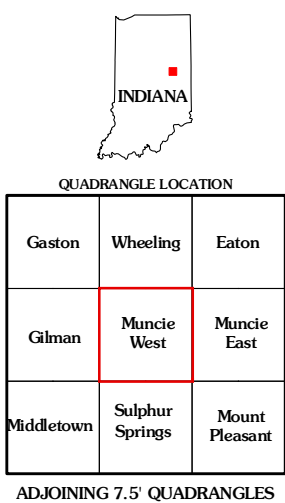 INDIANA
QUADRANGLE LOCATION
Gaston Wheeling Eaton
Gilman Muncie West Muncie East
Middletown Sulphur Springs Mount Pleasant
ADJOINING 7.5' QUADRANGLES